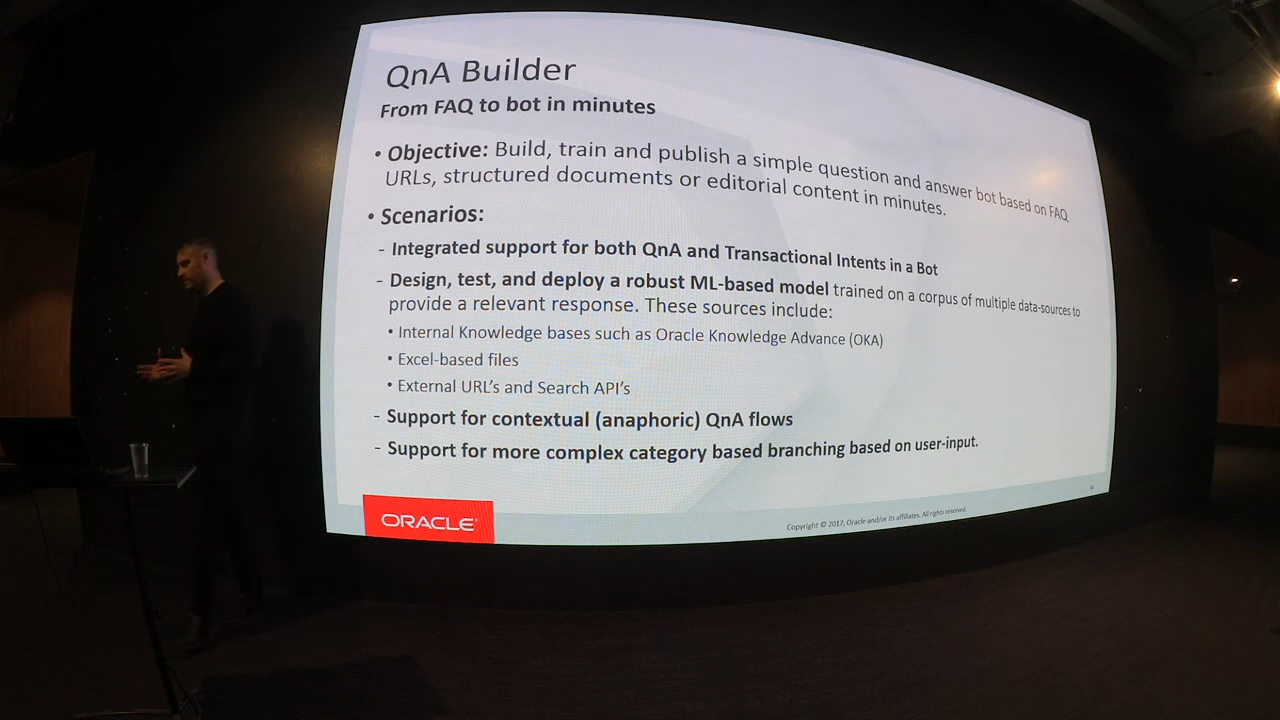 QnA Builder
From FAQ to bot in minutes
• Objective: Build, train and publish a simple question and answer bot based on FAQ
URLs, structured documents or editorial content in minutes.
• Scenarios:
- Integrated support for both QnA and Transactional Intents in a Bot
- Design, test, and deploy a robust ML-based model trained on a corpus of multiple data-sources to
provide a relevant response. These sources include:
• Internal Knowledge bases such as Oracle Knowledge Advance (OKA)
• Excel-based files
• External URL's and Search API's
- Support for contextual (anaphoric) QnA flows
- Support for more complex category based branching based on user-input.
ORACLE®
Copyright © 2017, Oracle and/or its affiliates. All rights reserved.